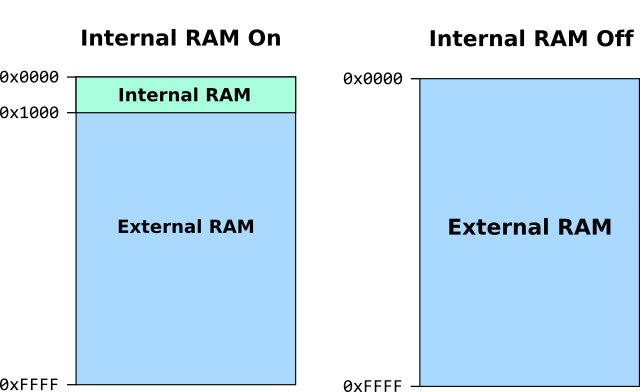 Internal RAM On
0x0000
Internal RAM
0x1000
External RAM
0xFFFF
Internal RAM Off
0x0000
External RAM
0xFFFF